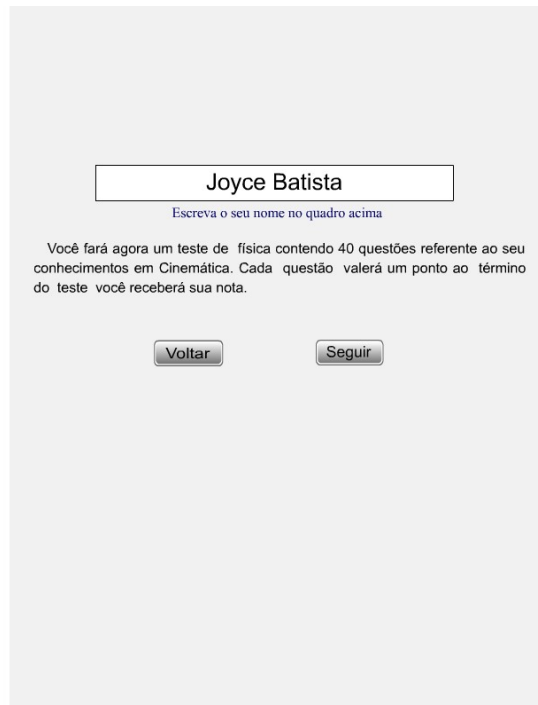 Joyce Batista
Escreva o seu nome no quadro acima
Você fará agora um teste de física contendo 40 questões referente ao seu
conhecimentos em Cinemática. Cada questão valerá um ponto ao término
do teste você receberá sua nota.
Voltar Seguir